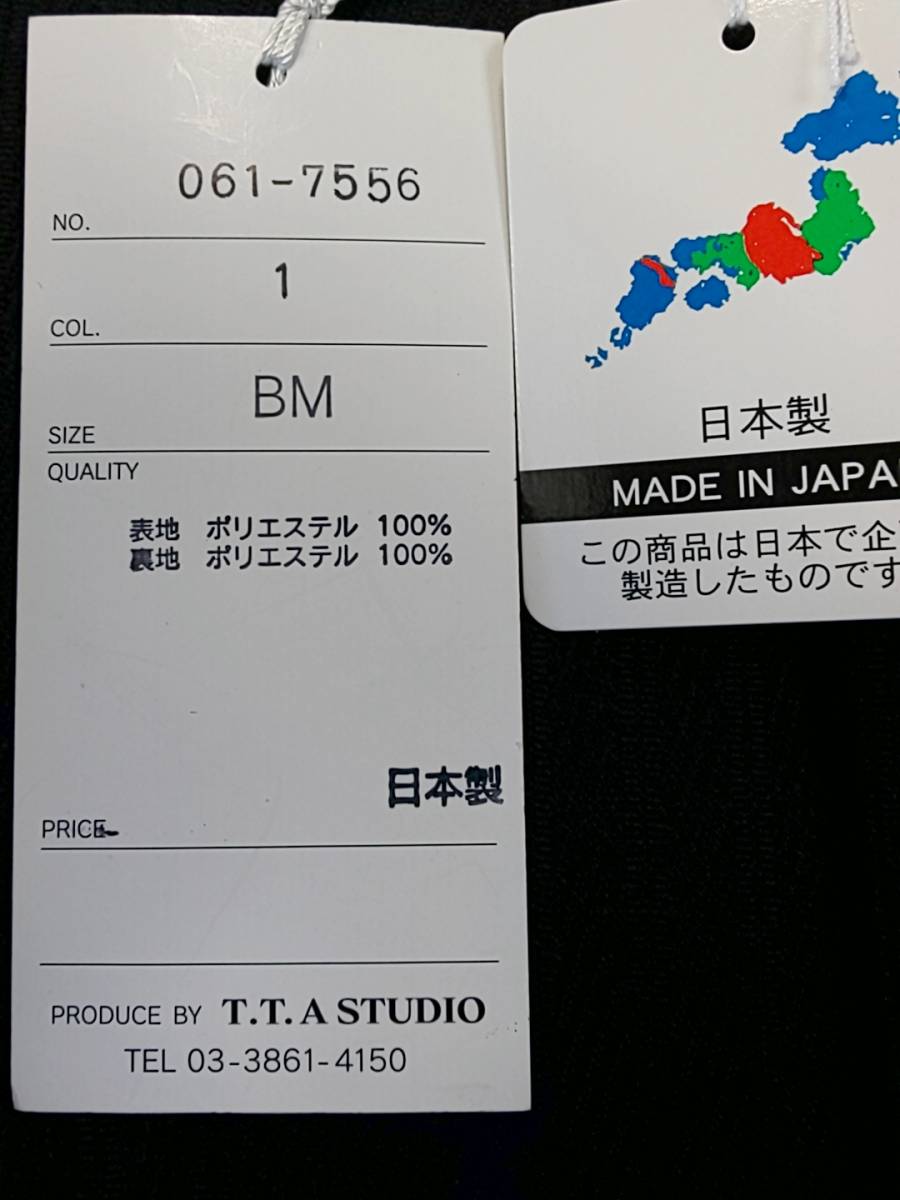 061-7556
NO.
1
COL.
BM
SIZE
QUALITY
表地 ポリエステル 100%
裏地 ポリエステル 100%
日本製
PRICE
PRODUCE BY T.T. A STUDIO
TEL 03-3861-4150
日本製
MADE IN JAPA
この商品は日本で企
製造したものです